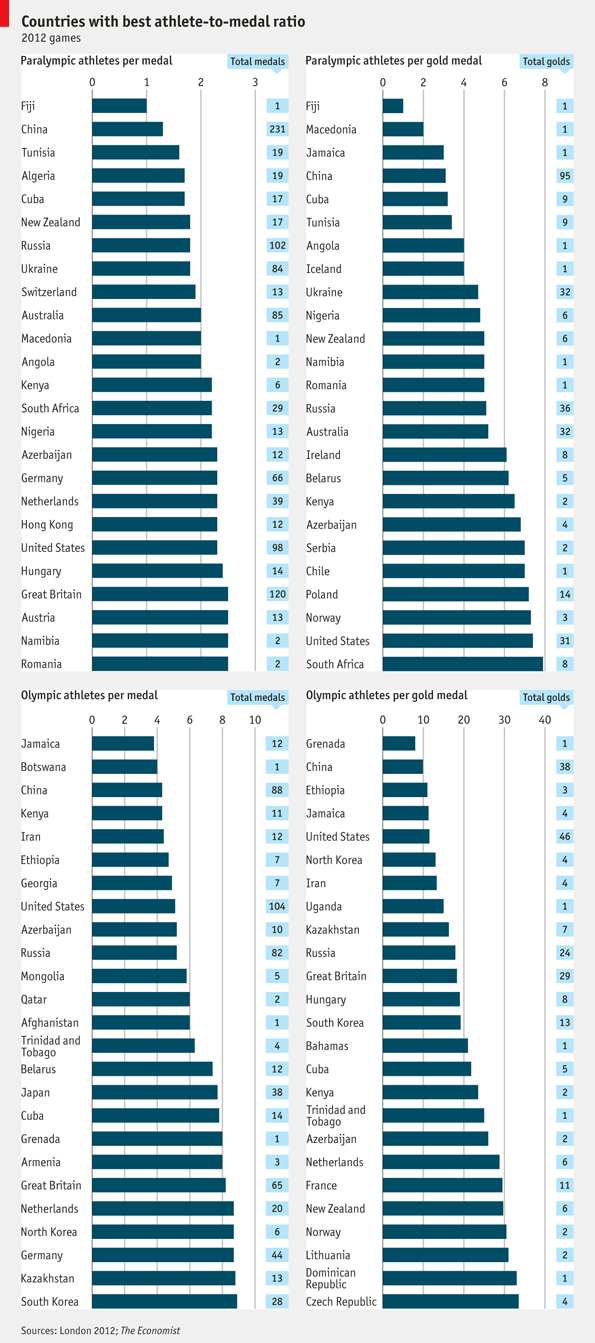 Countries with best athlete-to-medal ratio
2012 games
Paralympic athletes per medal
Total medals
0 1 2 3
Fiji 1
China 231
Tunisia 19
Algeria 19
Cuba 17
New Zealand 17
Russia 102
Ukraine 84
Switzerland 13
Australia 85
Macedonia 1
Angola 2
Kenya 6
South Africa 29
Nigeria 13
Azerbaijan 12
Germany 66
Netherlands 39
Hong Kong 12
United States 98
Hungary 14
Great Britain 120
Austria 13
Namibia 2
Romania 2
Paralympic athletes per gold medal
Total golds
0 2 4 6 8
Fiji 1
Macedonia 1
Jamaica 1
China 95
Cuba 9
Tunisia 9
Angola 1
Iceland 1
Ukraine 32
Nigeria 6
New Zealand 6
Namibia 1
Romania 1
Russia 36
Australia 32
Ireland 8
Belarus 5
Kenya 2
Azerbaijan 4
Serbia 2
Chile 1
Poland 14
Norway 3
United States 31
South Africa 8
Olympic athletes per medal
Total medals
0 2 4 6 8 10
Jamaica 12
Botswana 1
China 88
Kenya 11
Iran 12
Ethiopia 7
Georgia 7
United States 104
Azerbaijan 10
Russia 82
Mongolia 5
Qatar 2
Afghanistan 1
Trinidad and
Tobago 4
Belarus 12
Japan 38
Cuba 14
Grenada 1
Armenia 3
Great Britain 65
Netherlands 20
North Korea 6
Germany 44
Kazakhstan 13
South Korea 28
Olympic athletes per gold medal
Total golds
0 10 20 30 40
Grenada 1
China 38
Ethiopia 3
Jamaica 4
United States 46
North Korea 4
Iran 4
Uganda 1
Kazakhstan 7
Russia 24
Great Britain 29
Hungary 8
South Korea 13
Bahamas 1
Cuba 5
Kenya 2
Trinidad and
Tobago 1
Azerbaijan 2
Netherlands 6
France 11
New Zealand 6
Norway 2
Lithuania 2
Dominican
Republic 1
Czech Republic 4
Sources: London 2012; The Economist